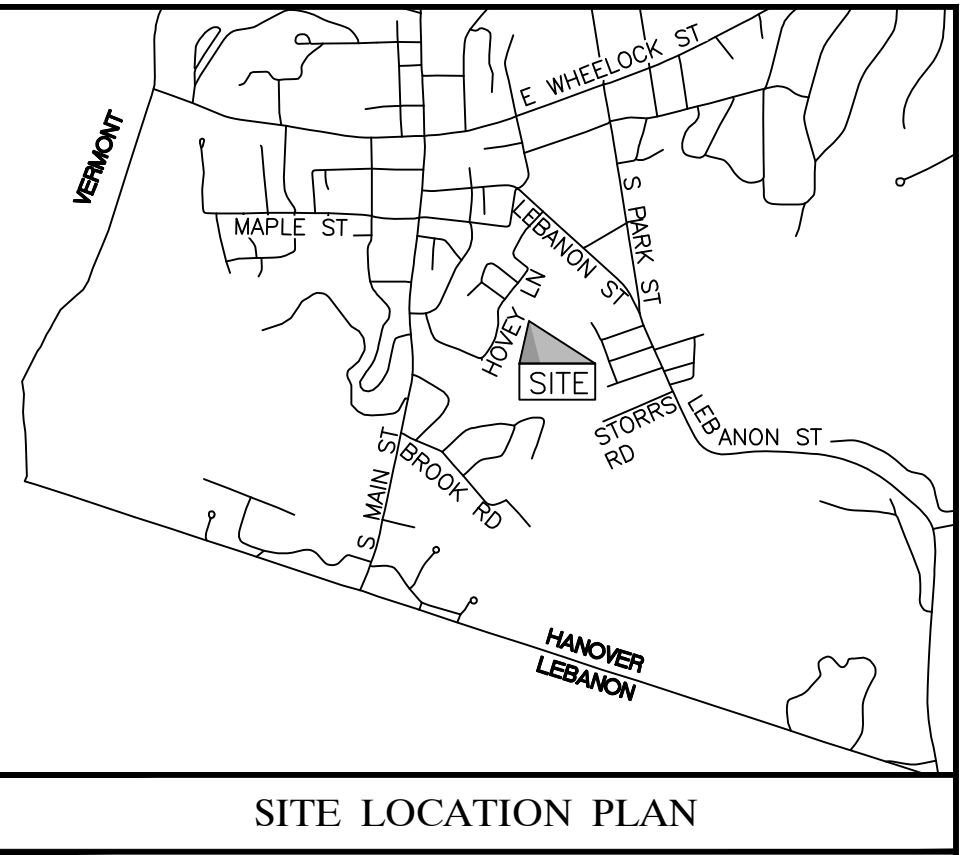 E WHEELOCK ST
VERMONT
MAPLE ST
LEBANON ST
S PARK ST
HOVEY LN
SITE
STORRS
RD
LEBANON ST
S MAIN ST
BROOK RD
HANOVER
LEBANON
SITE LOCATION PLAN